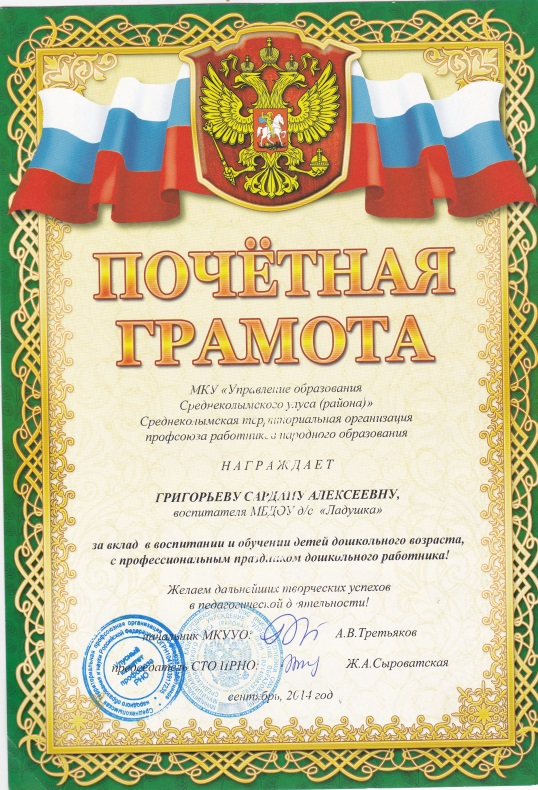 ПОЧЁТНАЯ
ГРАМОТА
МКУ «Управление образования
Среднеколымского улуса (района)»
Среднеколымская территориальная организация
профсоюза работников народного образования
НАГРАЖДАЕТ
ГРИГОРЬЕВУ САРДАНУ АЛЕКСЕЕВНУ,
воспитателя МБДОУ д/с «Ладушка»
за вклад в воспитании и обучении детей дошкольного возраста,
с профессиональным праздником дошкольного работника!
Желаем дальнейших творческих успехов
в педагогической деятельности!
начальник МКУУО: А.В.Третьяков
председатель СТО ПРНО: Ж.А.Сыроватская
сентябрь, 2014 год